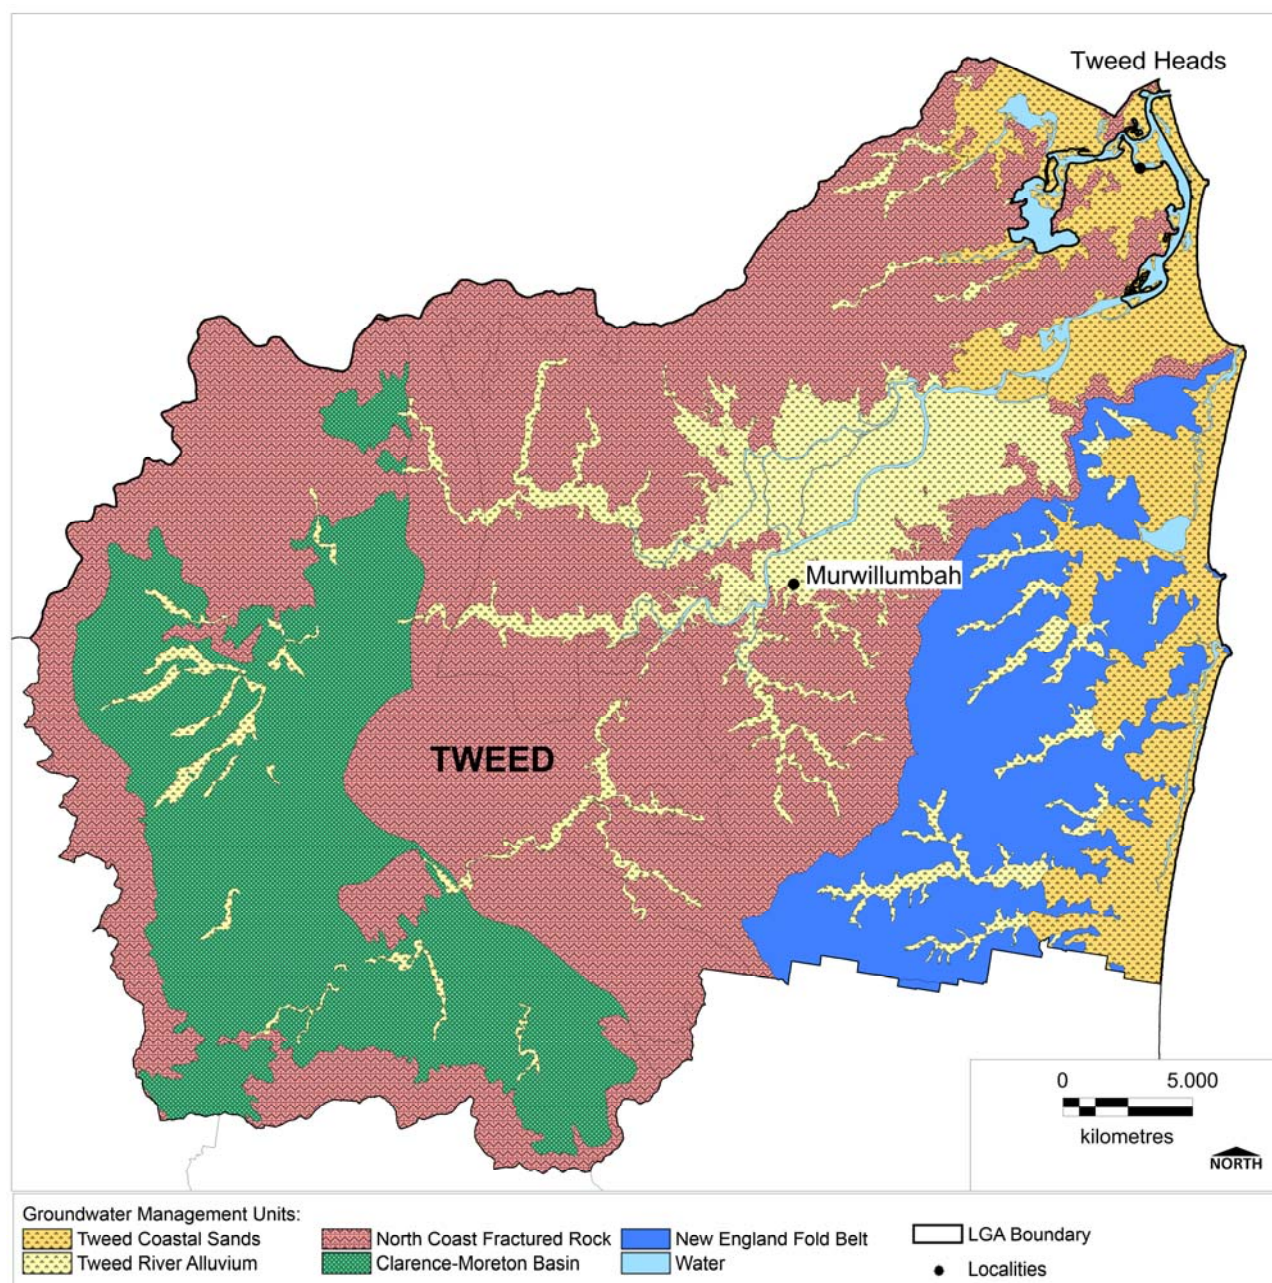 Tweed Heads
Murwillumbah
TWEED
0 5.000
kilometres
NORTH
Groundwater Management Units:
Tweed Coastal Sands
North Coast Fractured Rock
New England Fold Belt
LGA Boundary
Tweed River Alluvium
Clarence-Moreton Basin
Water
Localities